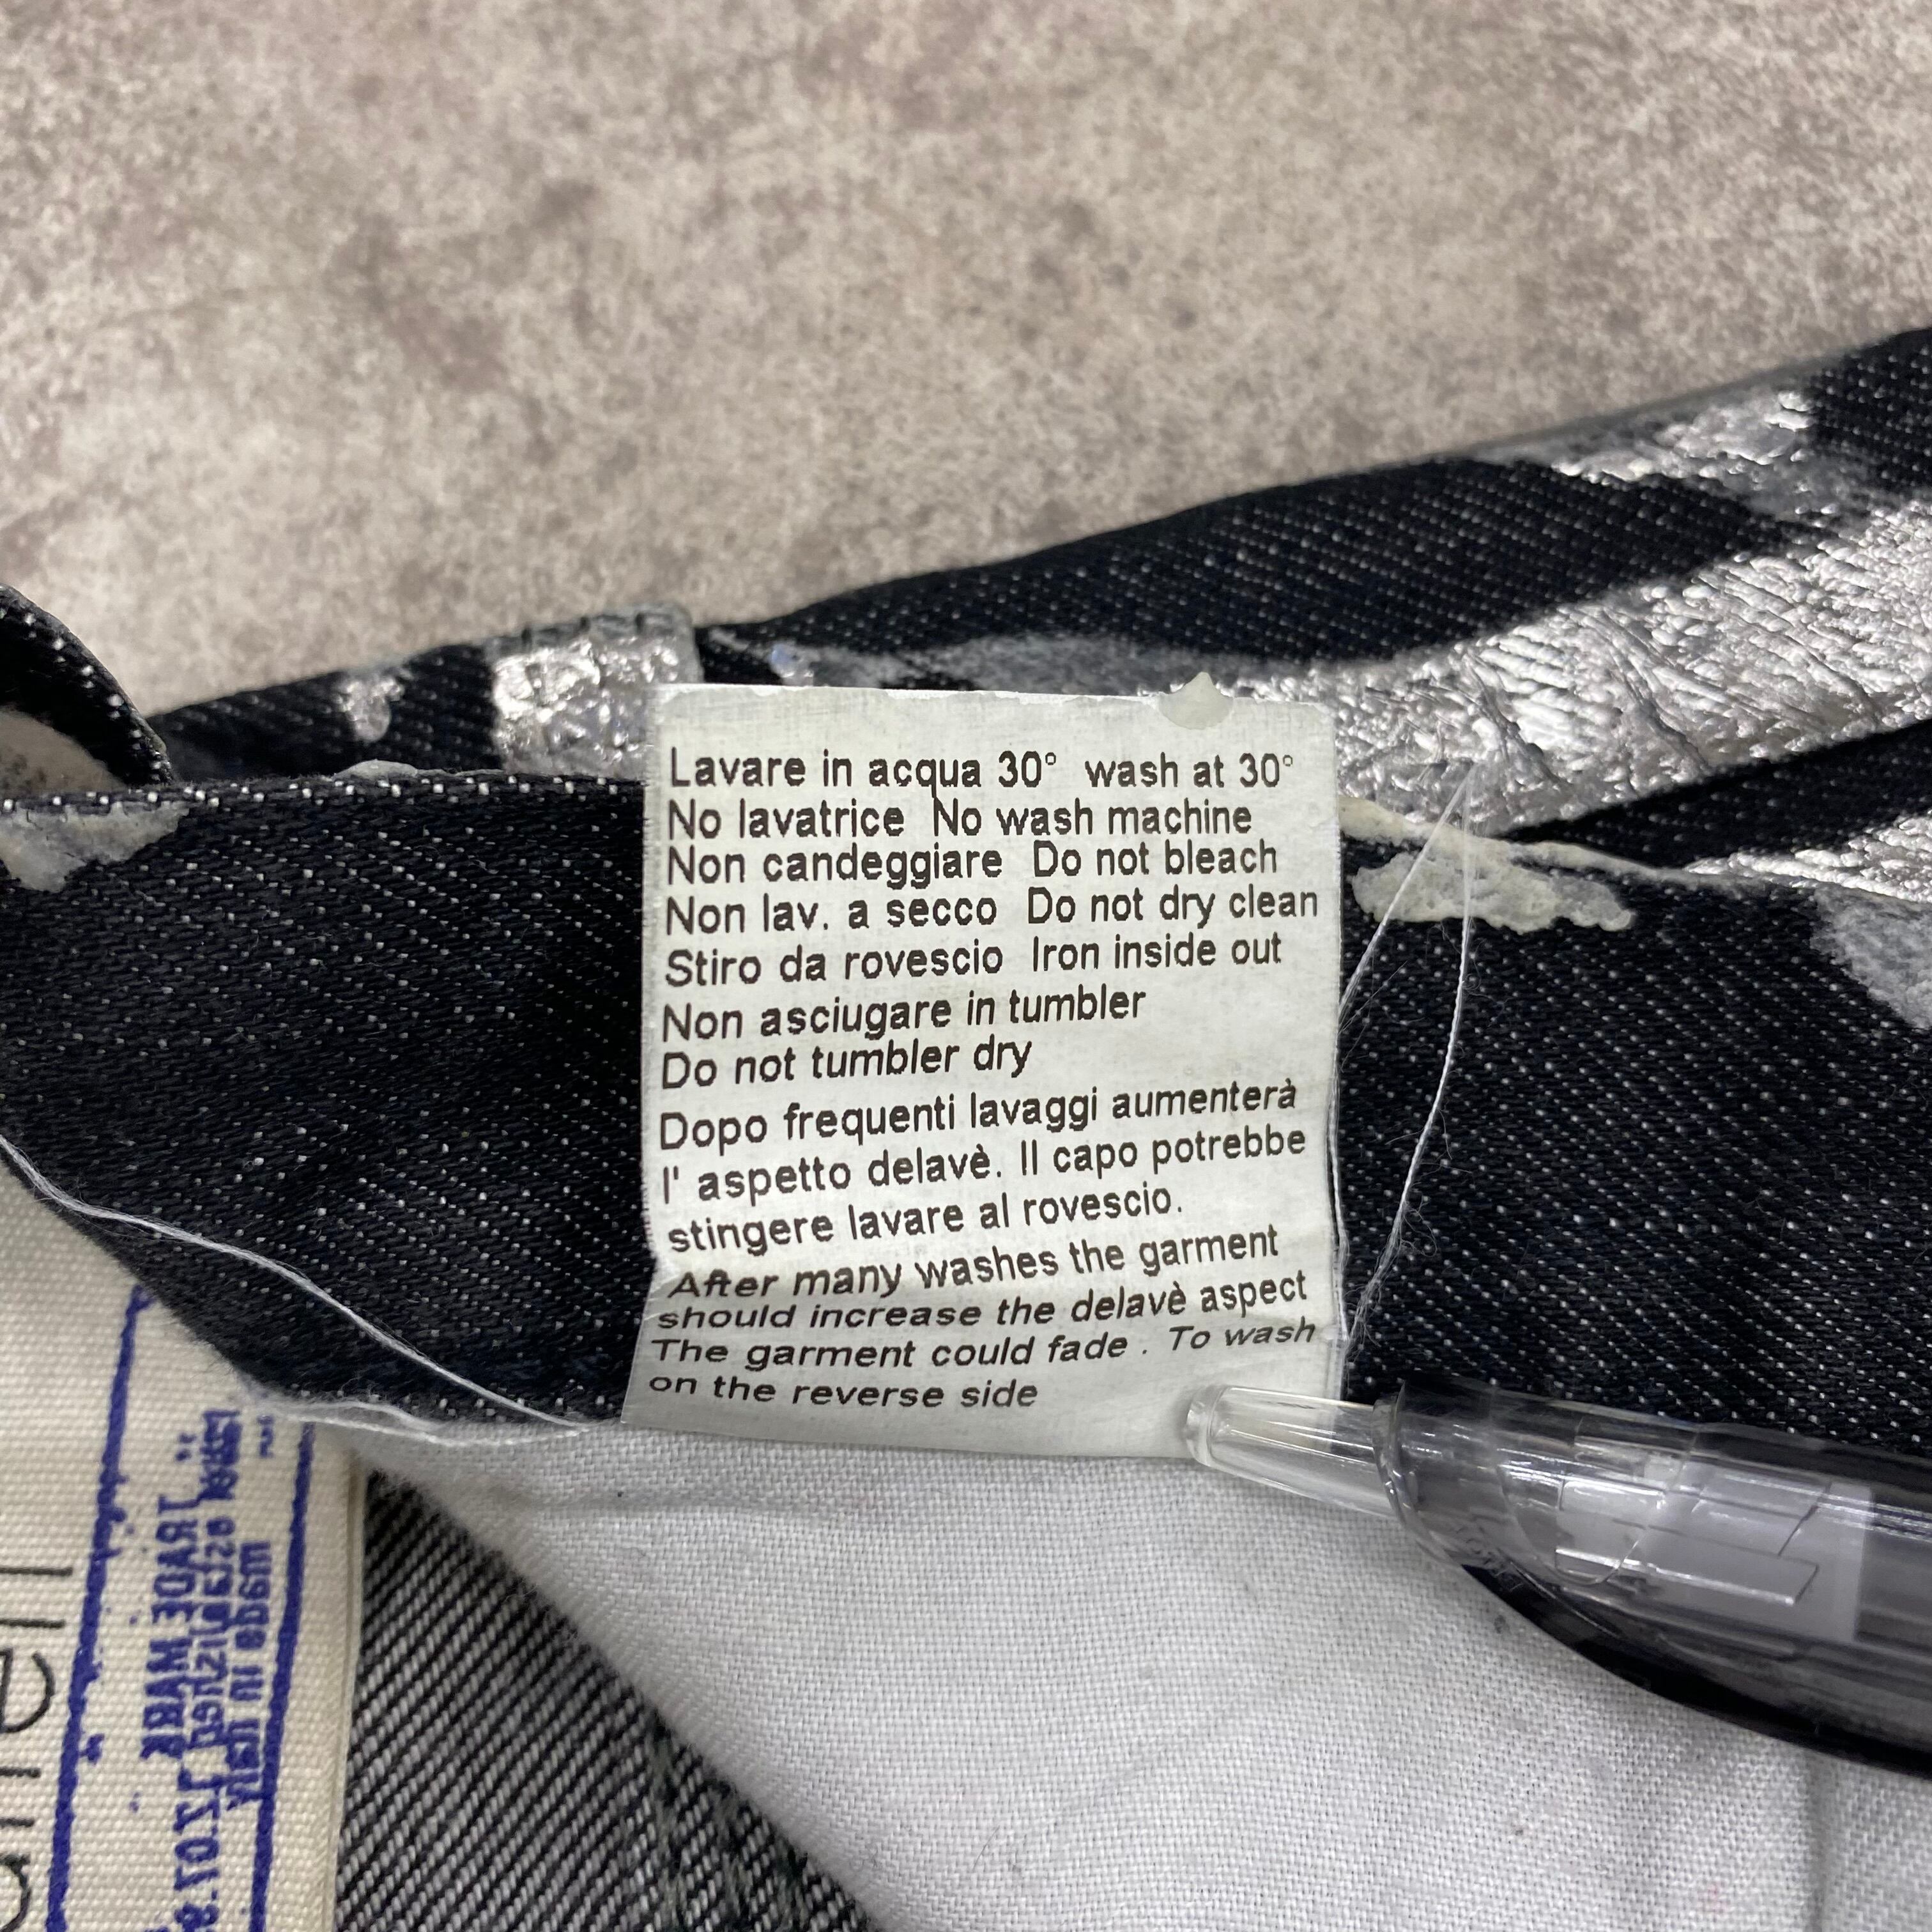 Lavare in acqua 30° wash at 30°
No lavatrice No wash machine
Non candeggiare Do not bleach
Non lav. a secco Do not dry clean
Stiro da rovescio Iron inside out
Non asciugare in tumbler
Do not tumbler dry
Dopo frequenti lavaggi aumenterà
l' aspetto delavè. Il capo potrebbe
stingere lavare al rovescio.
After many washes the garment
should increase the delavè aspect
The garment could fade . To wash
on the reverse side
TRADE MARK
made in italy